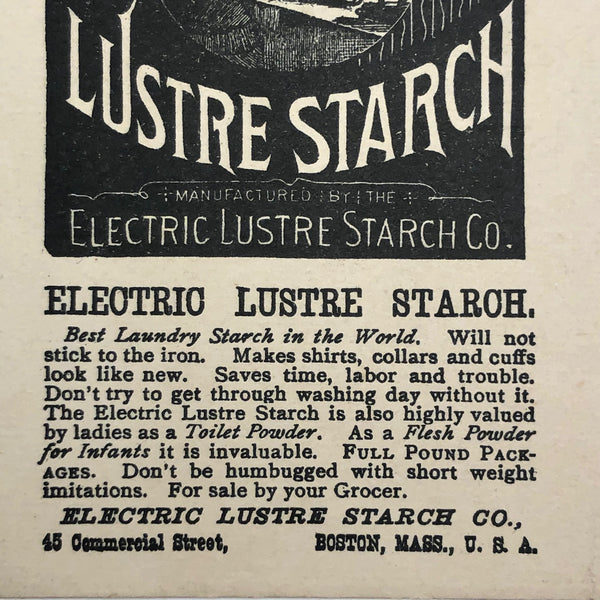 LUSTRE STARCH
MANUFACTURED BY THE
ELECTRIC LUSTRE STARCH CO.
ELECTRIC LUSTRE STARCH.
Best Laundry Starch in the World. Will not
stick to the iron. Makes shirts, collars and cuffs
look like new. Saves time, labor and trouble.
Don't try to get through washing day without it.
The Electric Lustre Starch is also highly valued
by ladies as a Toilet Powder. As a Flesh Powder
for Infants it is invaluable. FULL POUND PACK-
AGES. Don't be humbugged with short weight
imitations. For sale by your Grocer.
ELECTRIC LUSTRE STARCH CO.,
45 Commercial Street, BOSTON, MASS., U. S. A.